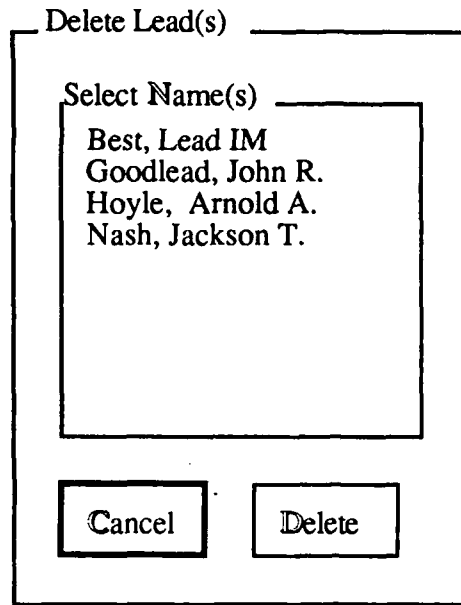 Delete Lead(s)
Select Name(s)
Best, Lead IM
Goodlead, John R.
Hoyle, Arnold A.
Nash, Jackson T.
Cancel
Delete